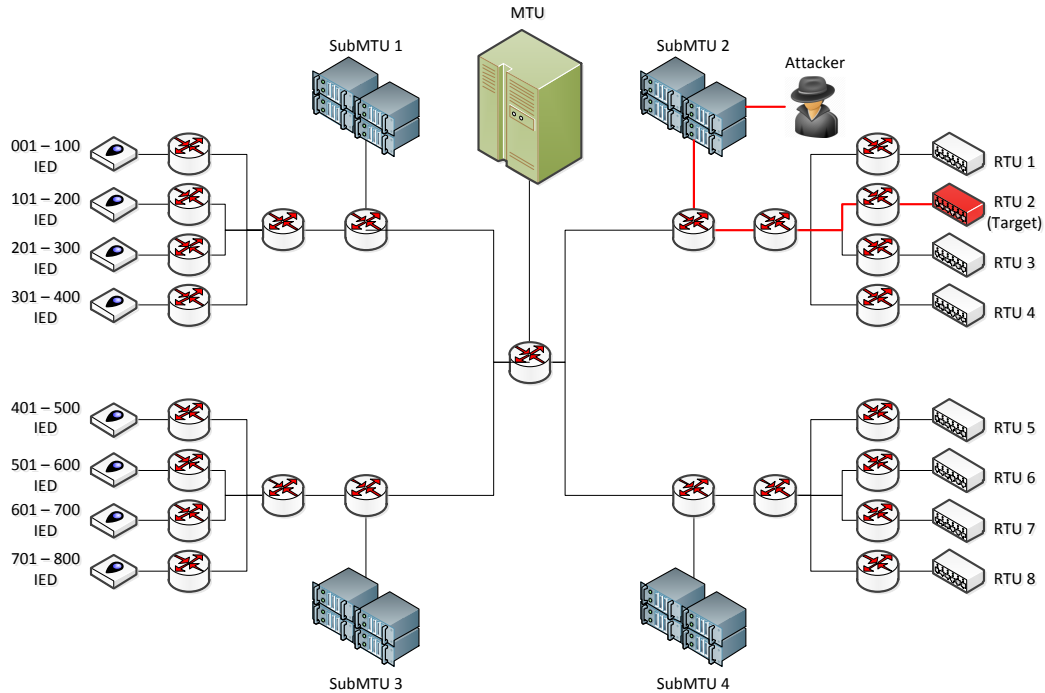 MTU
SubMTU 1
SubMTU 2
Attacker
001 – 100
IED
101 – 200
IED
201 – 300
IED
301 – 400
IED
RTU 1
RTU 2
(Target)
RTU 3
RTU 4
401 – 500
IED
501 – 600
IED
601 – 700
IED
701 – 800
IED
RTU 5
RTU 6
RTU 7
RTU 8
SubMTU 3
SubMTU 4